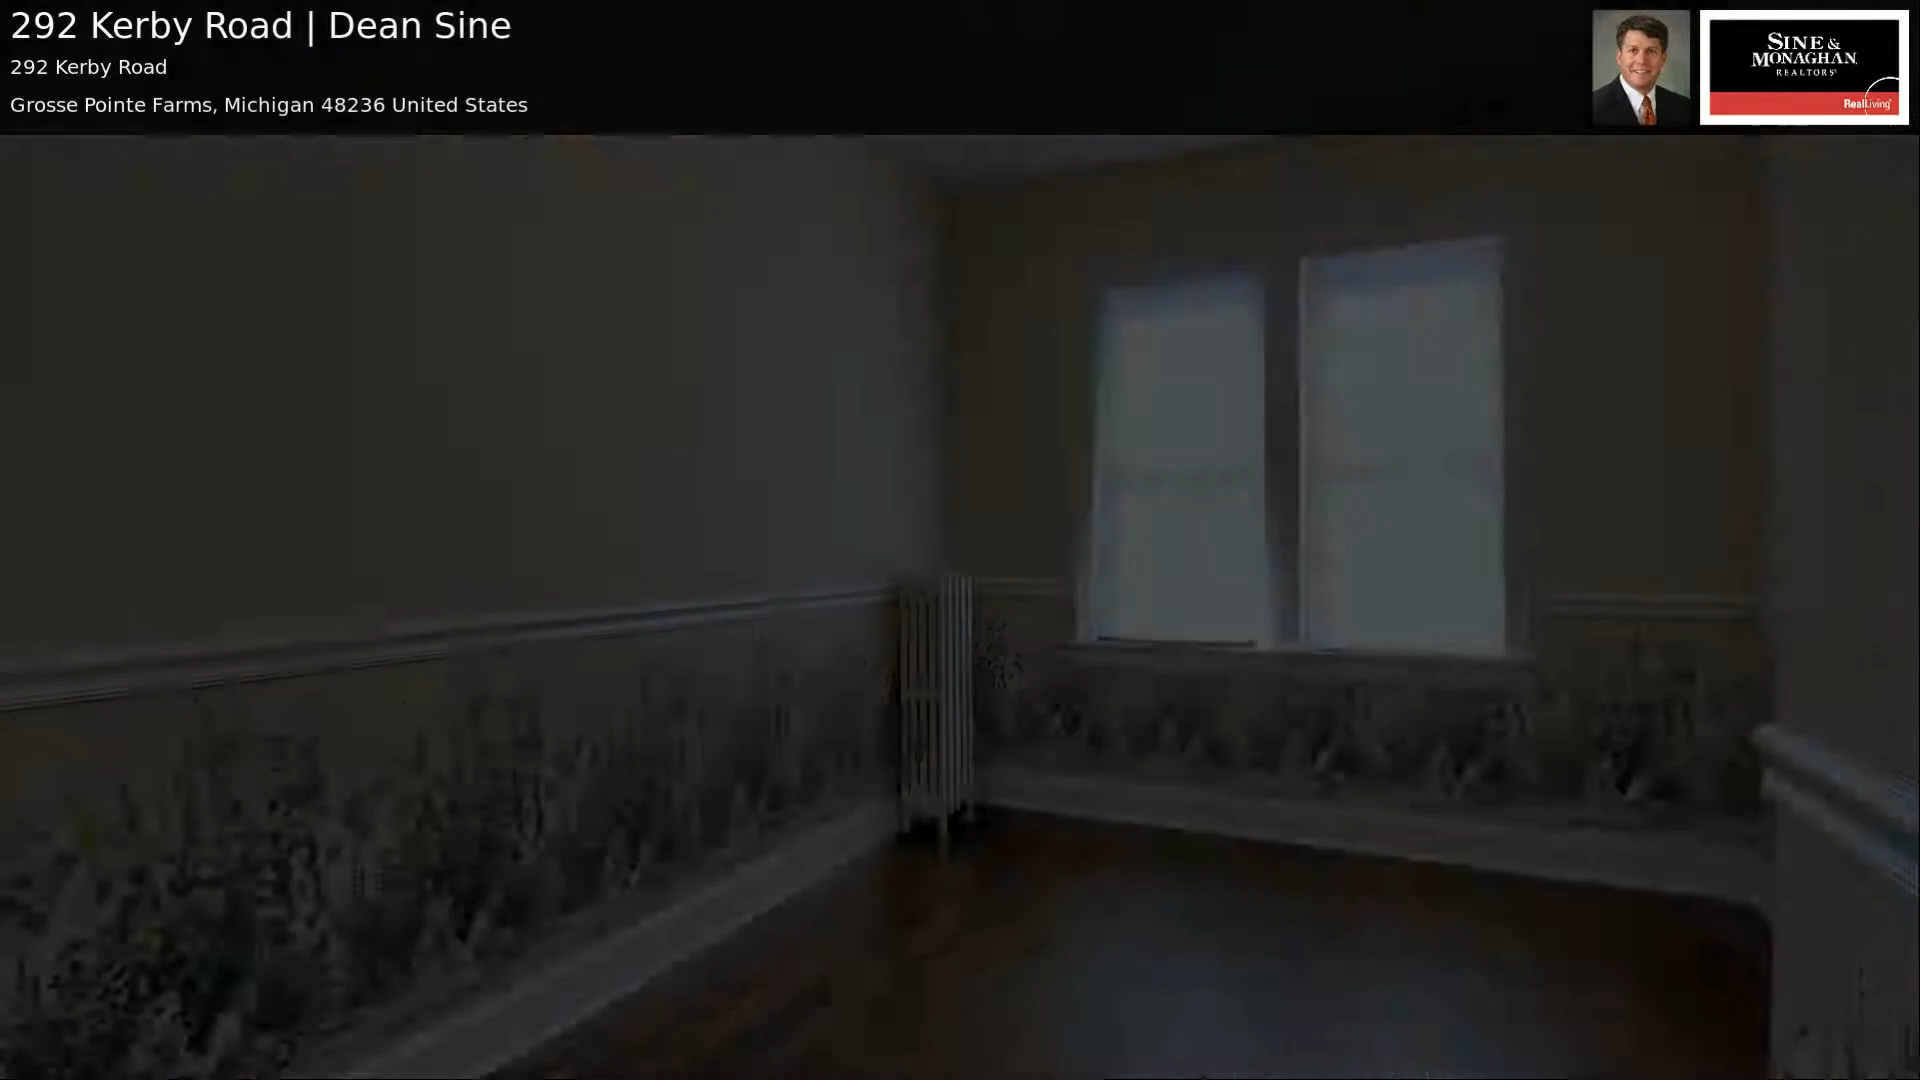 292 Kerby Road | Dean Sine
292 Kerby Road
Grosse Pointe Farms, Michigan 48236 United States
SINE &
MONAGHAN
REALTORS
RealLiving